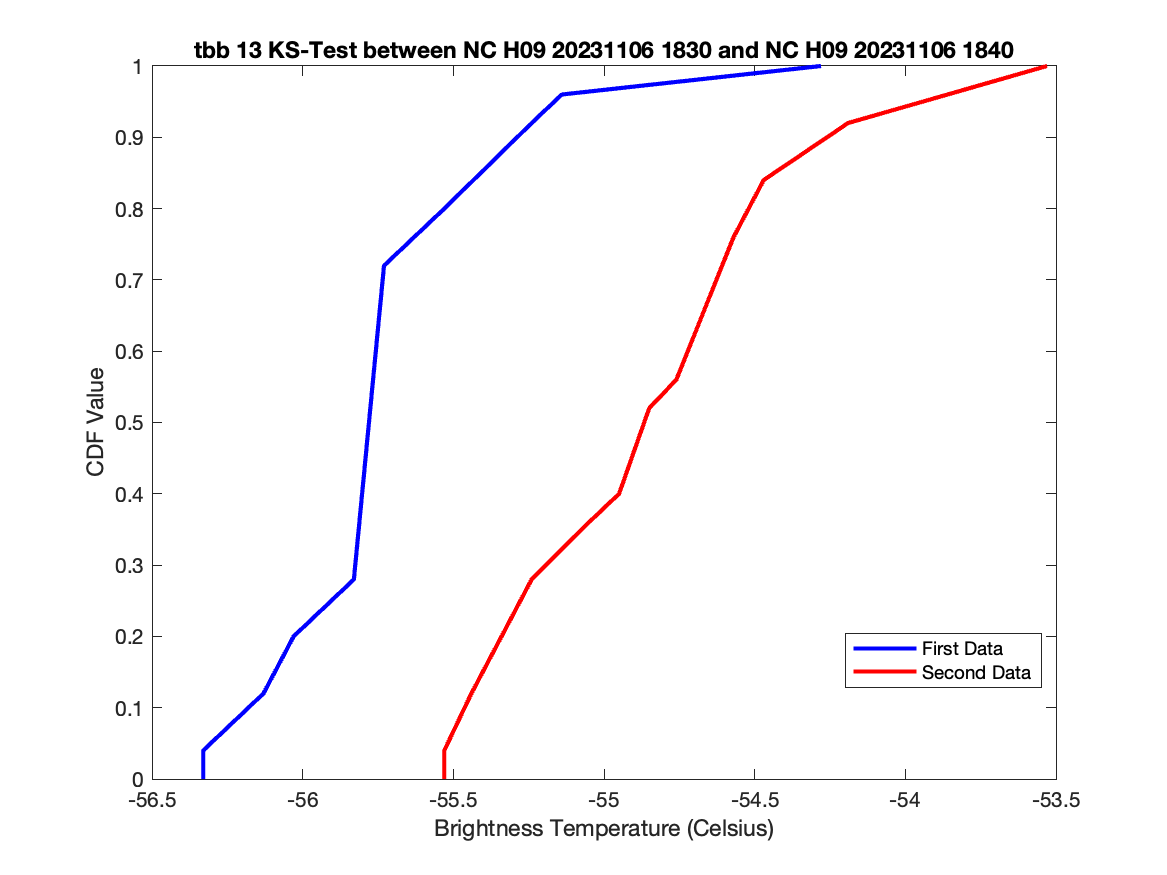 tbb 13 KS-Test between NC H09 20231106 1830 and NC H09 20231106 1840
1
0.9
0.8
0.7
0.6
0.5
0.4
0.3
0.2
0.1
0
CDF Value
First Data
Second Data
-56.5 -56 -55.5 -55 -54.5 -54 -53.5
Brightness Temperature (Celsius)